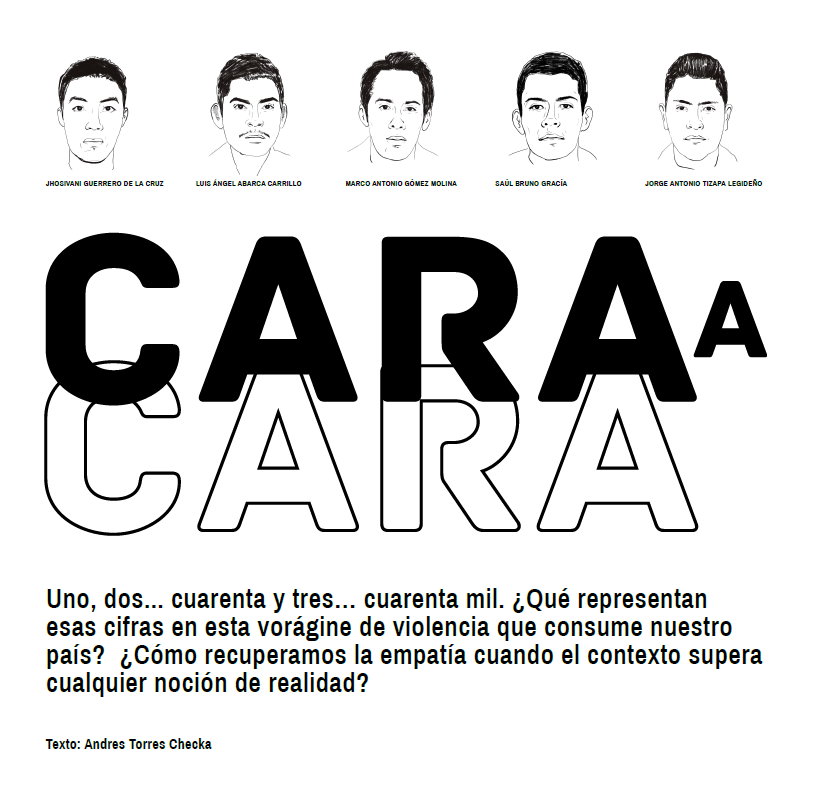 JHOSIVANI GUERRERO DE LA CRUZ
LUIS ÁNGEL ABARCA CARRILLO
MARCO ANTONIO GÓMEZ MOLINA
SAÚL BRUNO GRACÍA
JORGE ANTONIO TIZAPA LEGIDEÑO
CARA A
CARA
Uno, dos... cuarenta y tres... cuarenta mil. ¿Qué representan
esas cifras en esta vorágine de violencia que consume nuestro
país? ¿Cómo recuperamos la empatía cuando el contexto supera
cualquier noción de realidad?
Texto: Andres Torres Checka